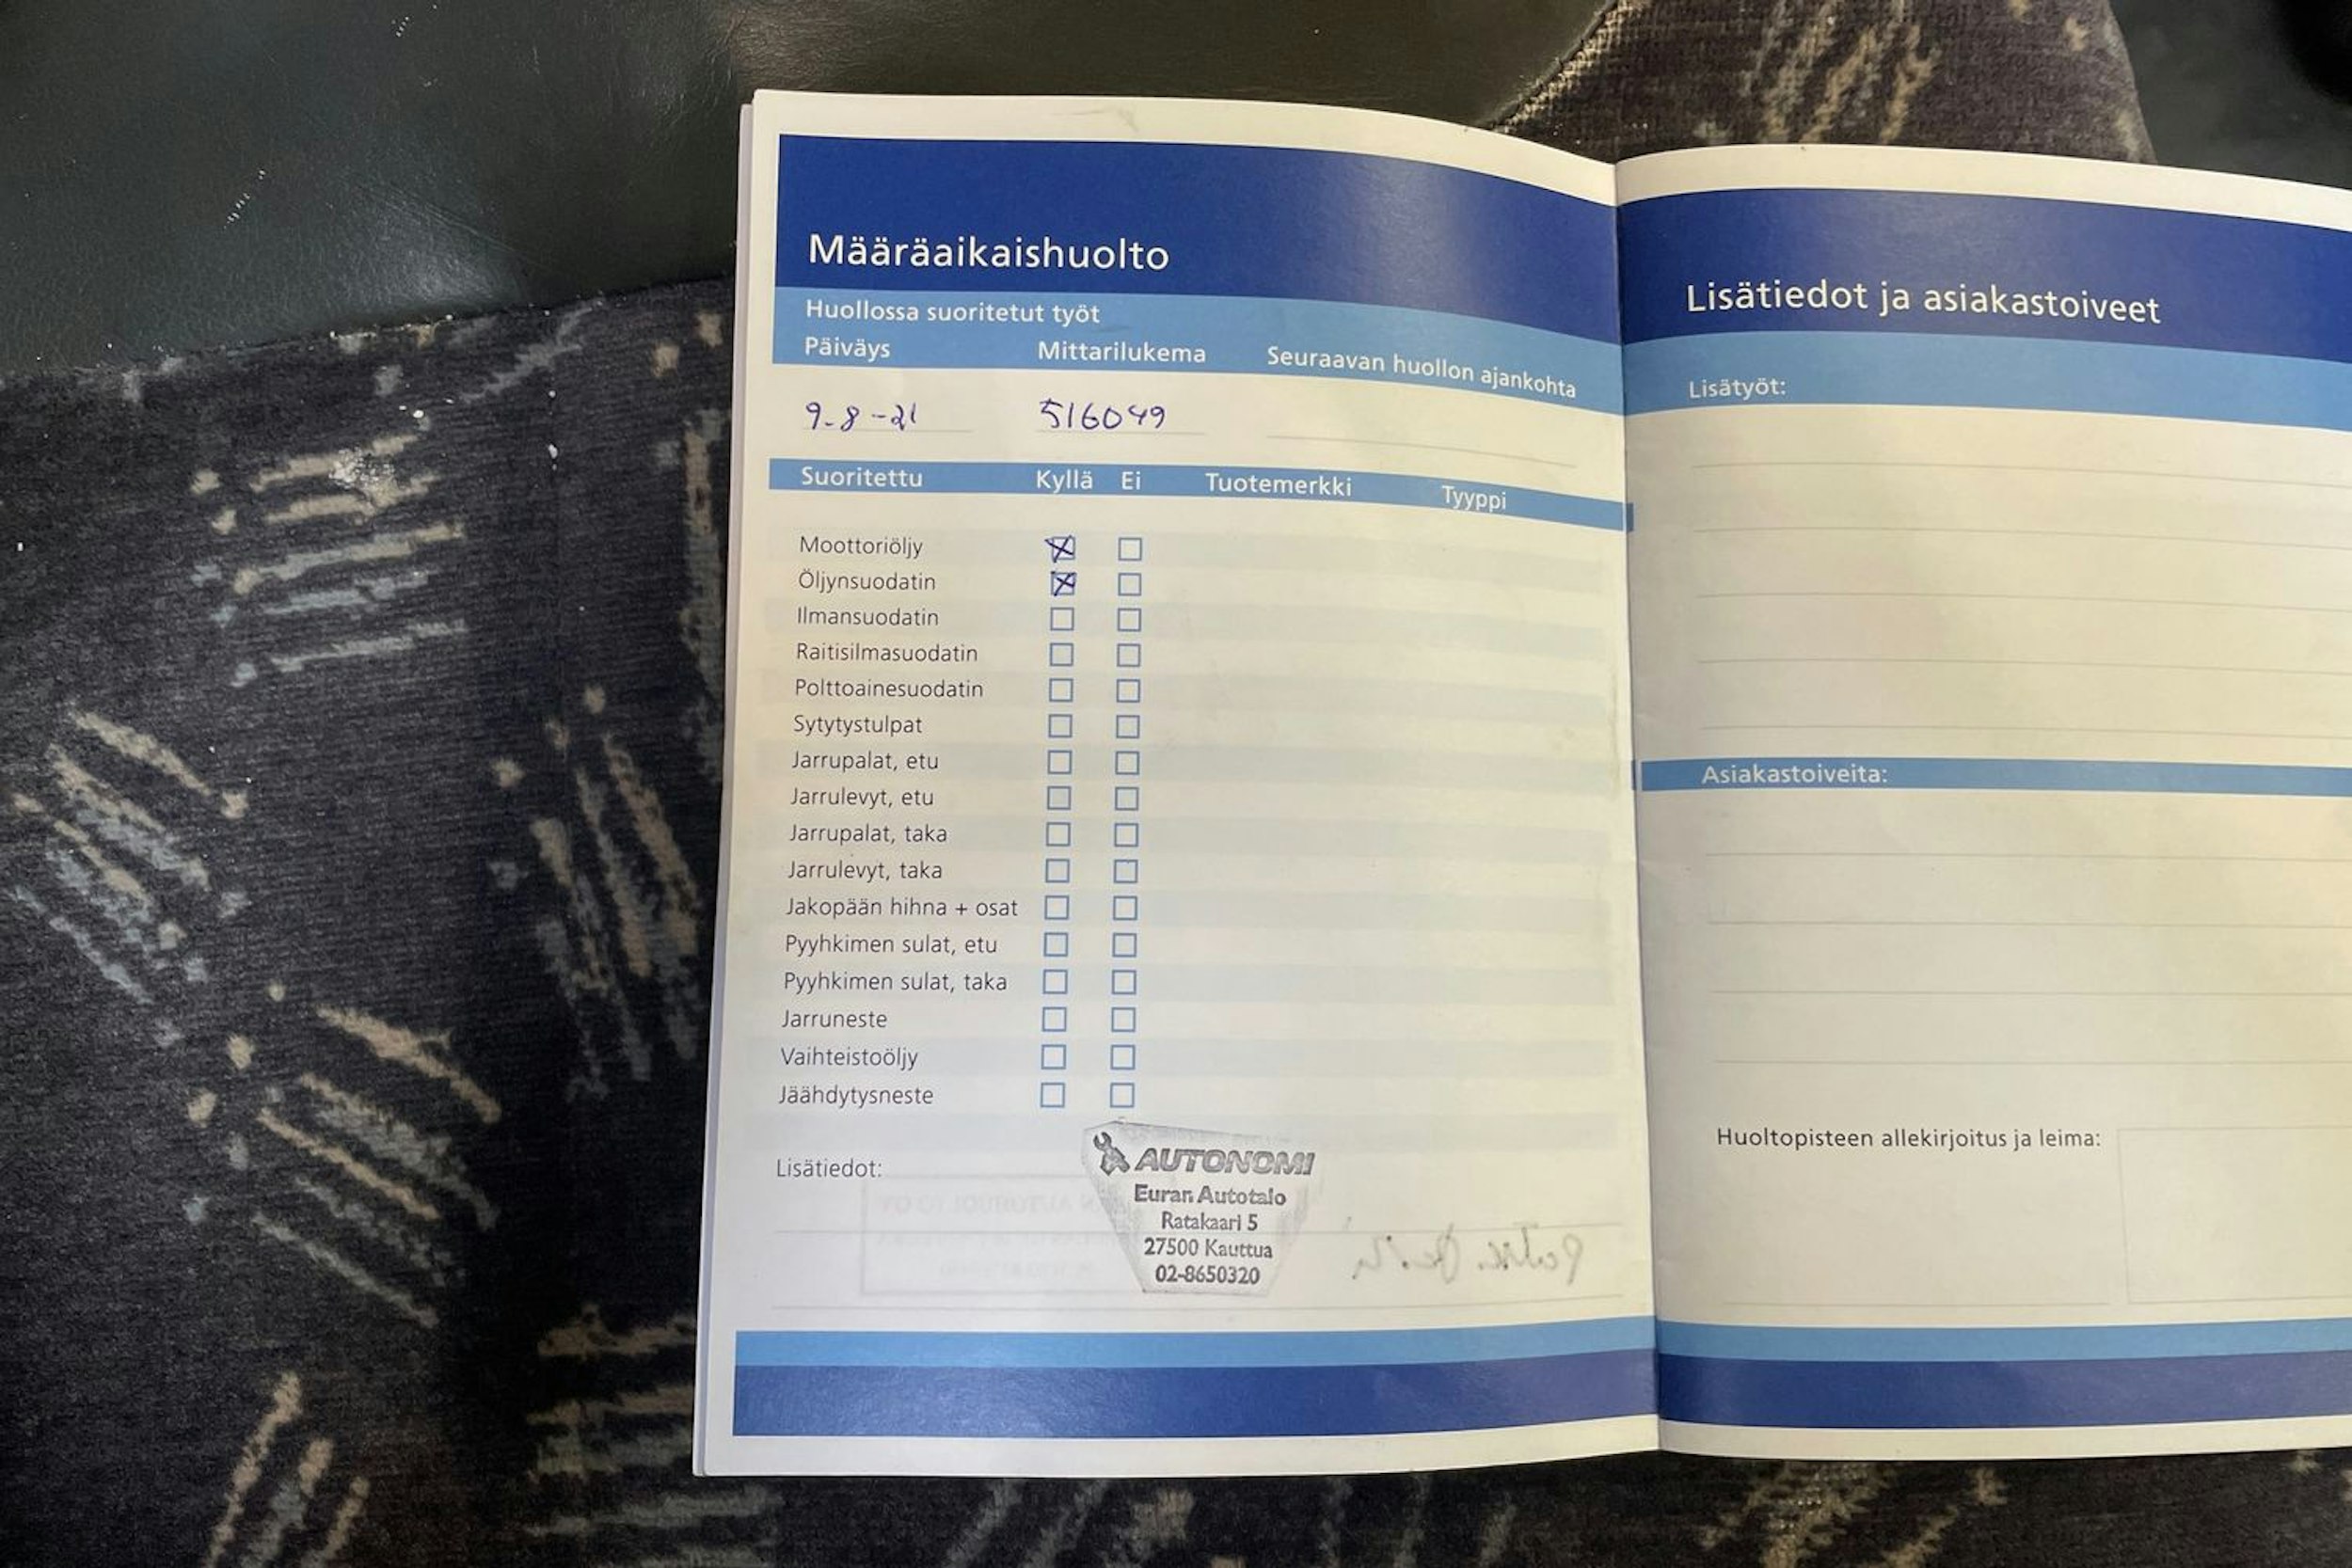 Määräaikaishuolto
Huollossa suoritetut työt
Päiväys Mittarilukema Seuraavan huollon ajankohta
9-8-21 516049
Suoritettu Kyllä Ei Tuotemerkki Tyyppi
Moottoriöljy
Öljynsuodatin
Ilmansuodatin
Raitisilmasuodatin
Polttoainesuodatin
Sytytystulpat
Jarrupalat, etu
Jarrulevyt, etu
Jarrupalat, taka
Jarrulevyt, taka
Jakopään hihna + osat
Pyyhkimen sulat, etu
Pyyhkimen sulat, taka
Jarruneste
Vaihteistoöljy
Jäähdytysneste
Lisätiedot:
AUTONOMI
Euran Autotalo
Ratakaari 5
27500 Kauttua
02-8650320
Lisätiedot ja asiakastoiveet
Lisätyöt:
Asiakastoiveita:
Huoltopisteen allekirjoitus ja leima: